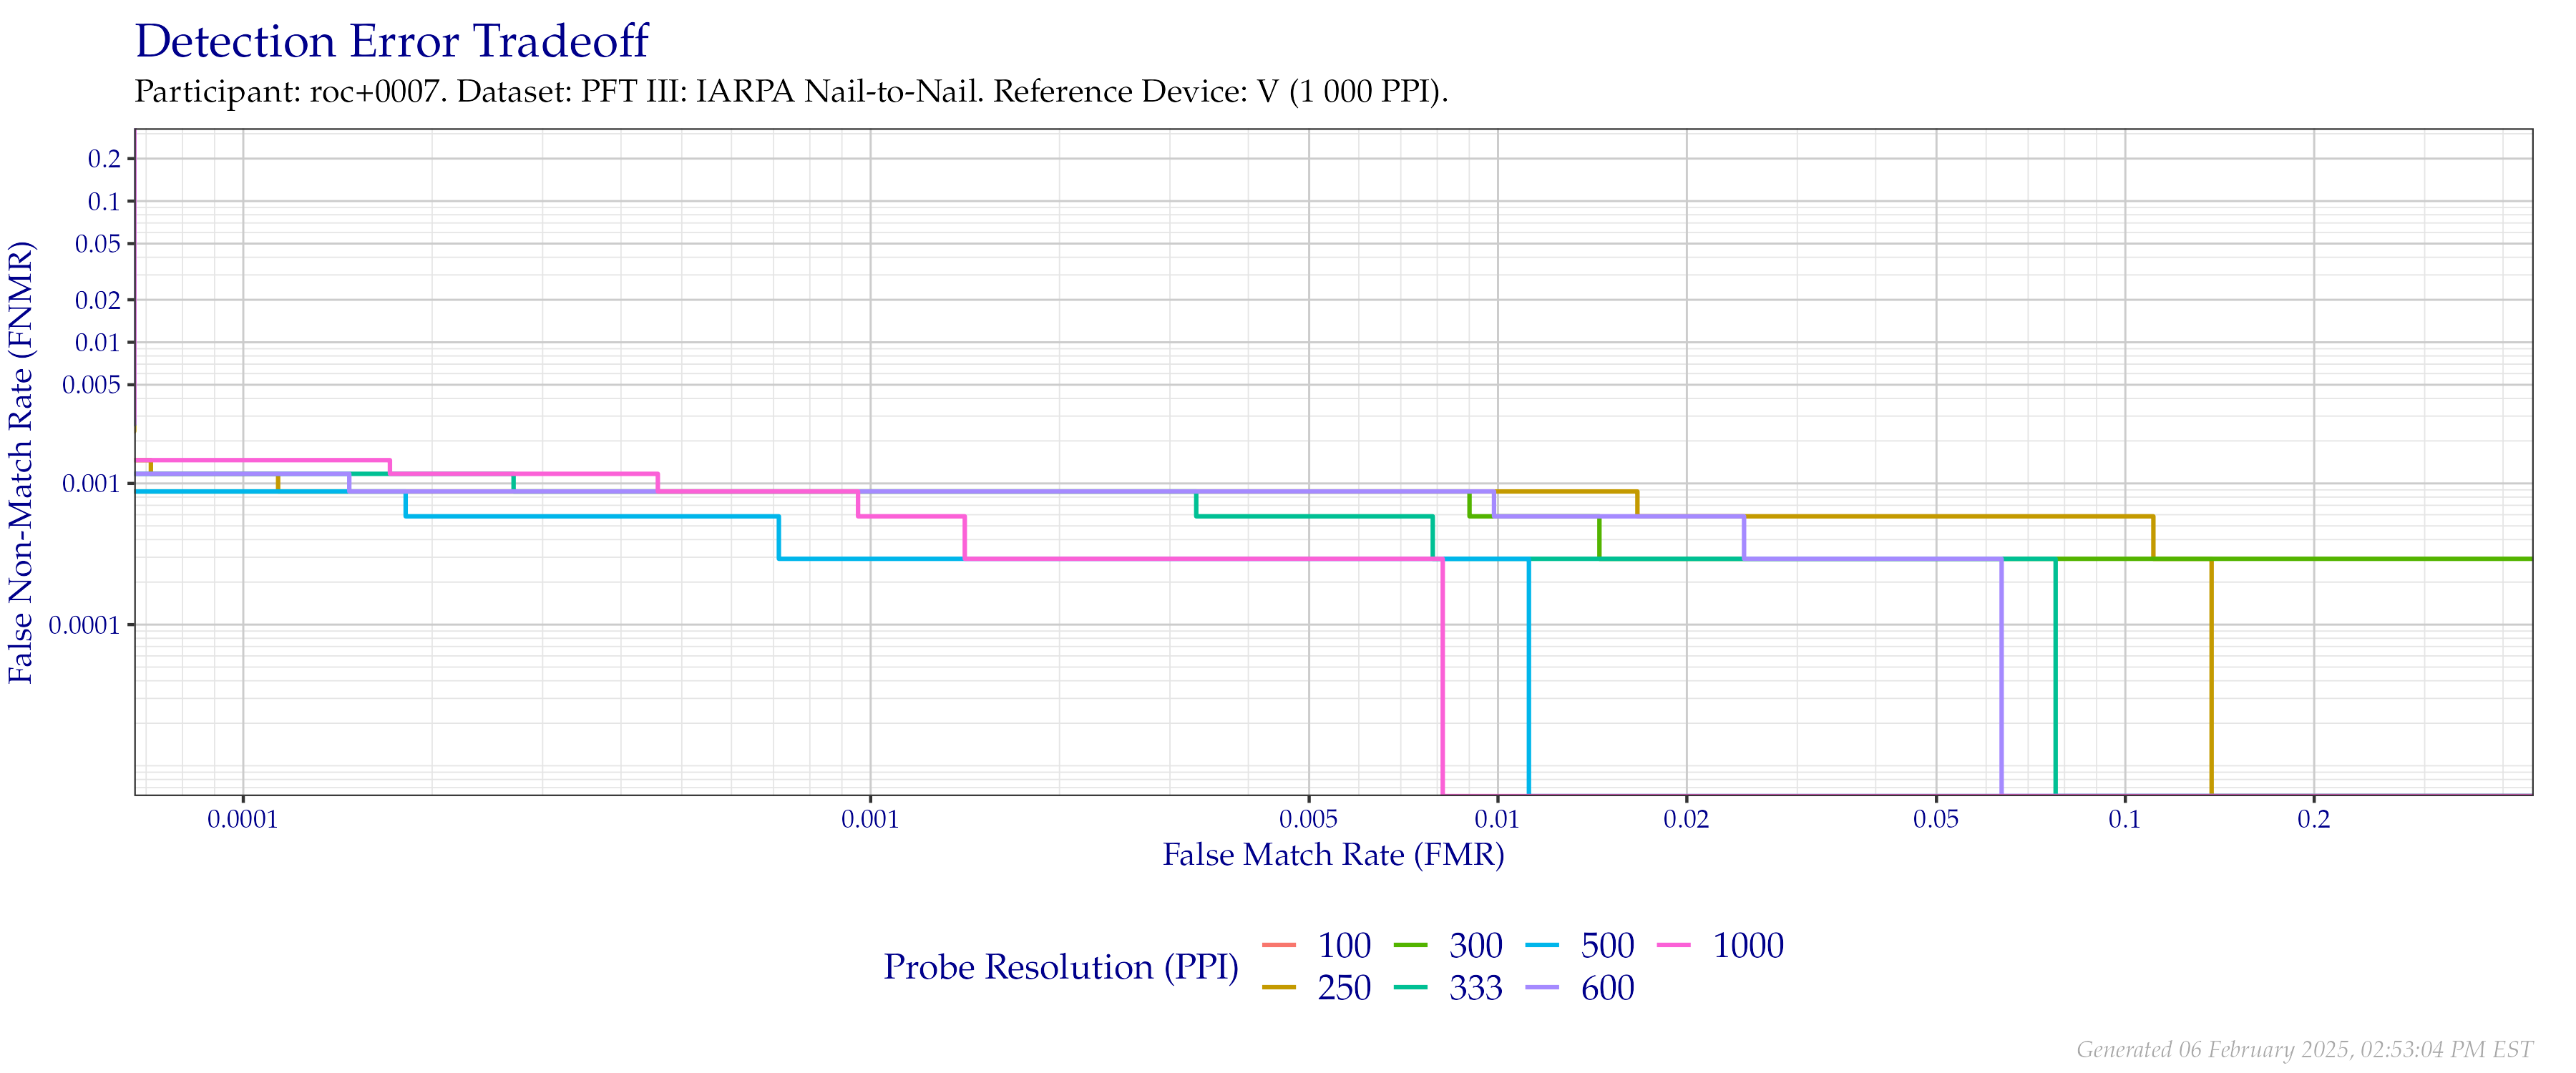 Detection Error Tradeoff
Participant: roc+0007. Dataset: PFT III: IARPA Nail-to-Nail. Reference Device: V (1 000 PPI).
False Non-Match Rate (FNMR)
0.2
0.1
0.05
0.02
0.01
0.005
0.001
0.0001
0.0001 0.001 0.005 0.01 0.02 0.05 0.1 0.2
False Match Rate (FMR)
Probe Resolution (PPI)
100 300 500 1000
250 333 600
Generated 06 February 2025, 02:53:04 PM EST